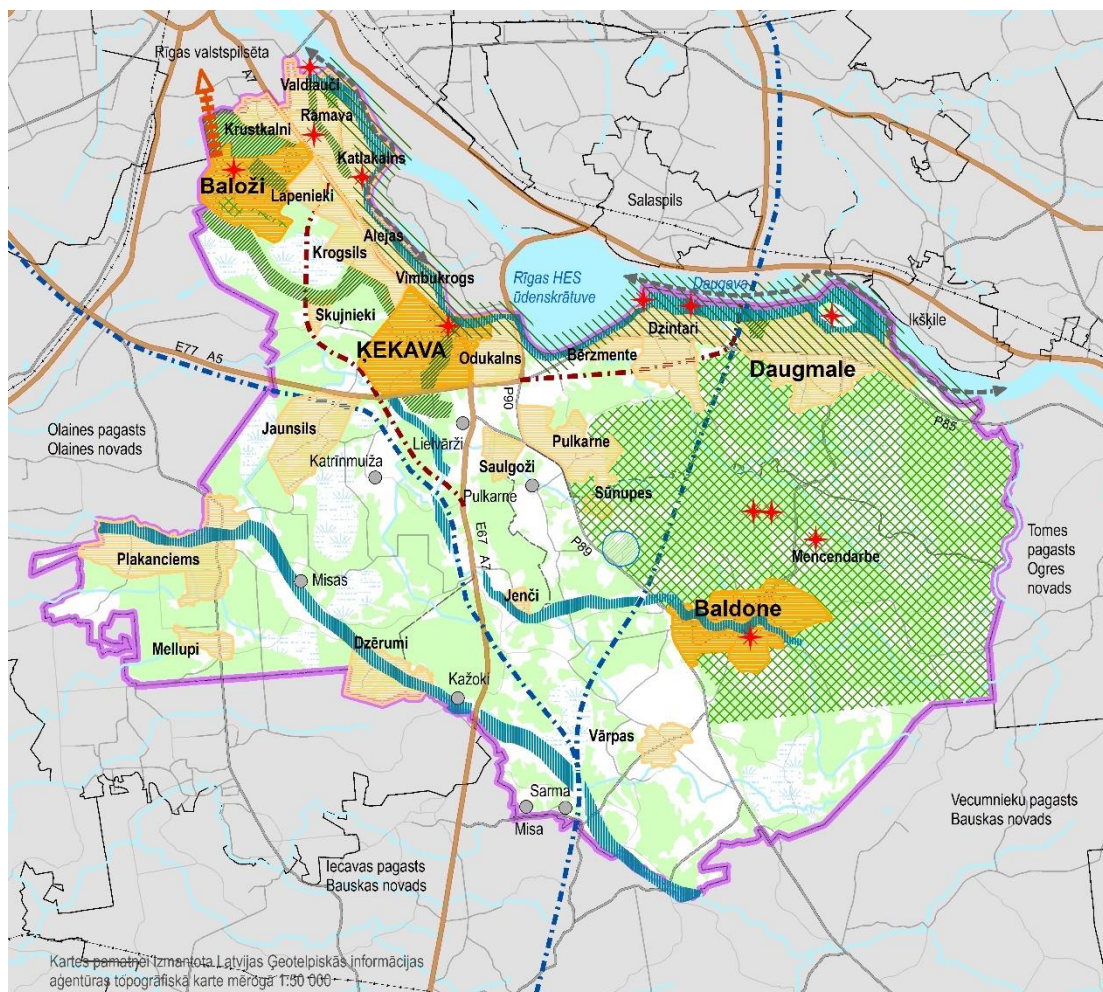 Rīgas valstspilsēta
A7
Valdlauči
Rāmava
Krustkalni
Katlakalns
Baloži
Lapenieki
Salaspils
Alejas
Krogsils
Vimbukrogs
Rīgas HES
ūdenskrātuve
Daugava
Ikšķile
Skujnieki
Dzintari
ĶEKAVA
Odukalns
Bērzmente
Daugmale
E77 A5
P90
P85
Olaines pagasts
Olaines novads
Jaunsils
Lielvārži
Pulkarne
Katrīnmuiža
Saulgoži
Pulkarne
Sūnupes
E67 A7
P89
Mencendarbe
Tomes
pagasts
Ogres
novads
Plakanciems
Misas
Jenči
Baldone
Mellupi
Dzērumi
Kažoki
Vārpas
Sarma
Misa
Vecumnieku pagasts
Bauskas novads
Iecavas pagasts
Bauskas novads
Kartes pamatnei Izmantota Latvijas Ģeotelpiskās informācijas
aģentūras topogrāfiskā karte mērogā 1:50 000